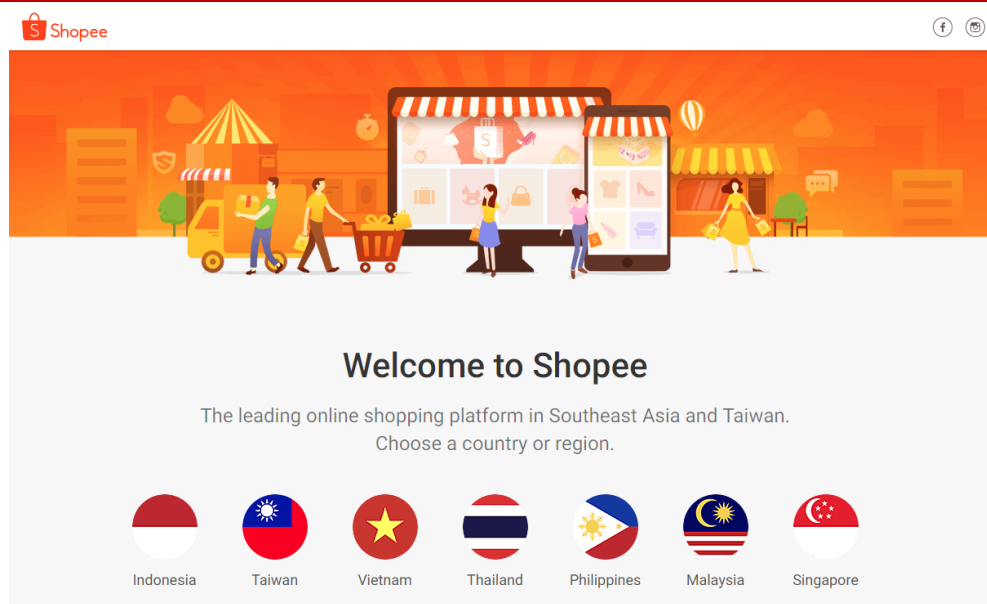 Shopee
Welcome to Shopee
The leading online shopping platform in Southeast Asia and Taiwan.
Choose a country or region.
Indonesia
Taiwan
Vietnam
Thailand
Philippines
Malaysia
Singapore